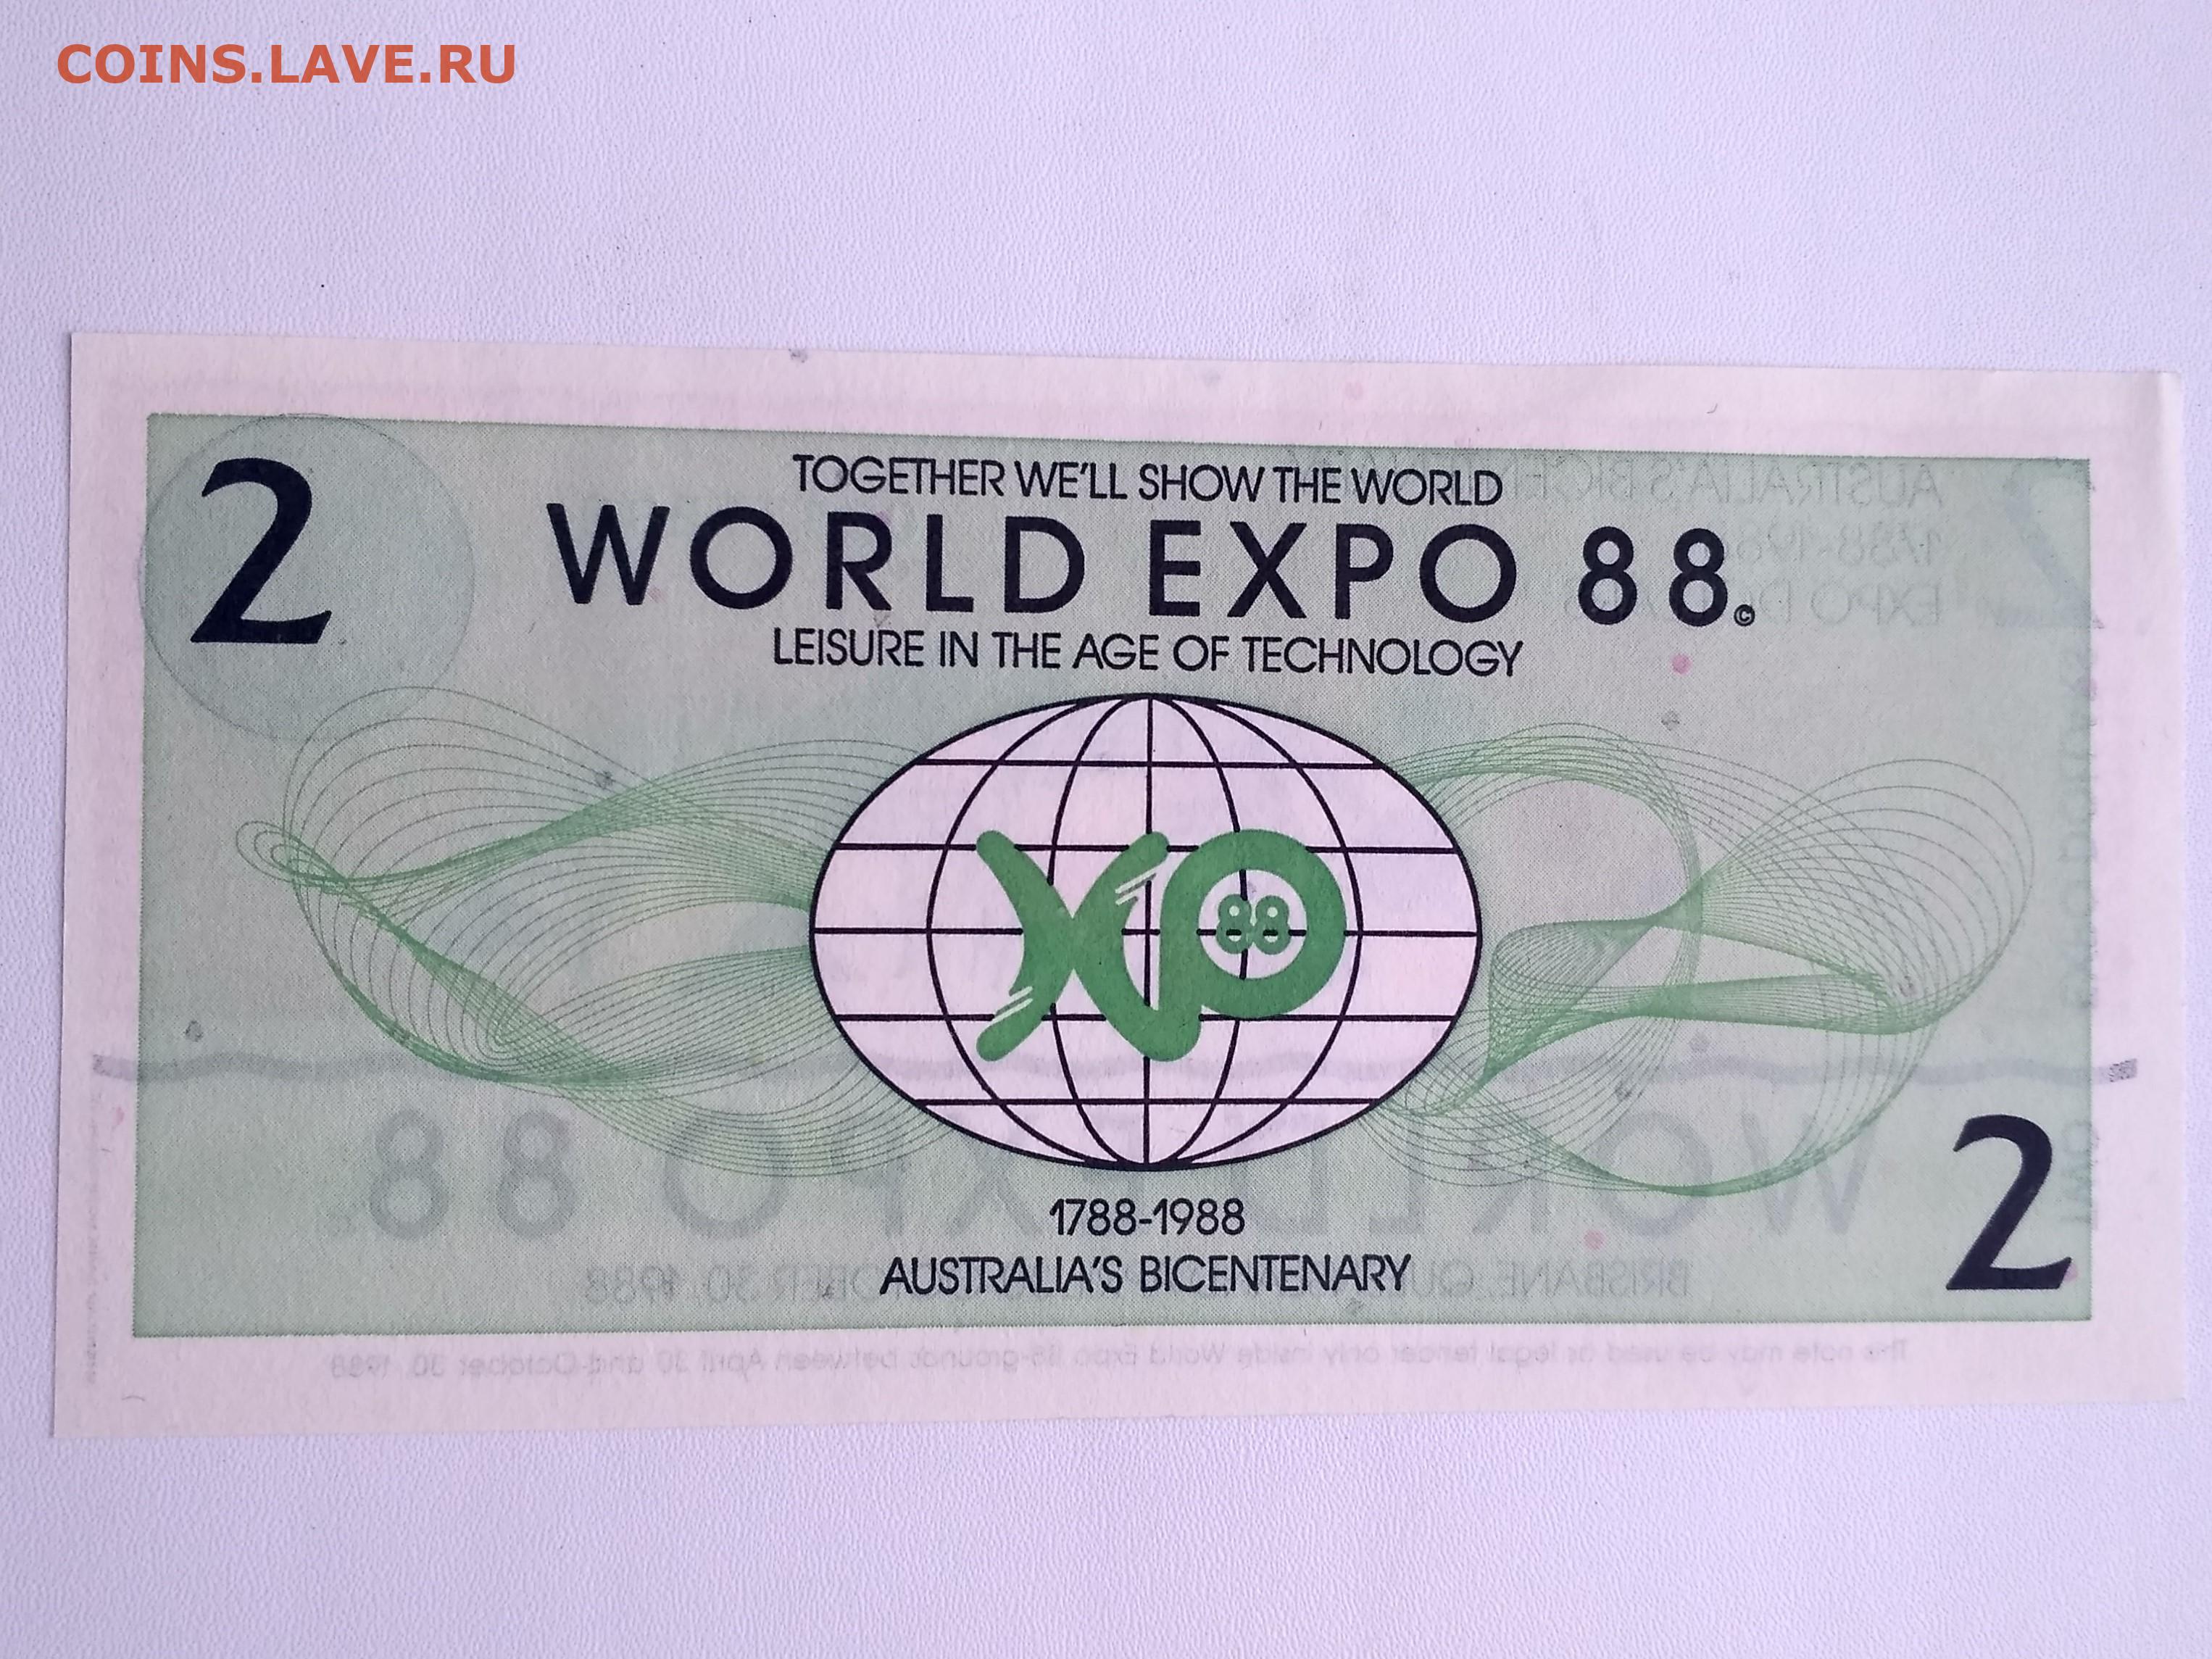 COINS.LAVE.RU
2
TOGETHER WE'LL SHOW THE WORLD
WORLD EXPO 88 ©
LEISURE IN THE AGE OF TECHNOLOGY
XP
88
1788-1988
AUSTRALIA'S BICENTENARY
2